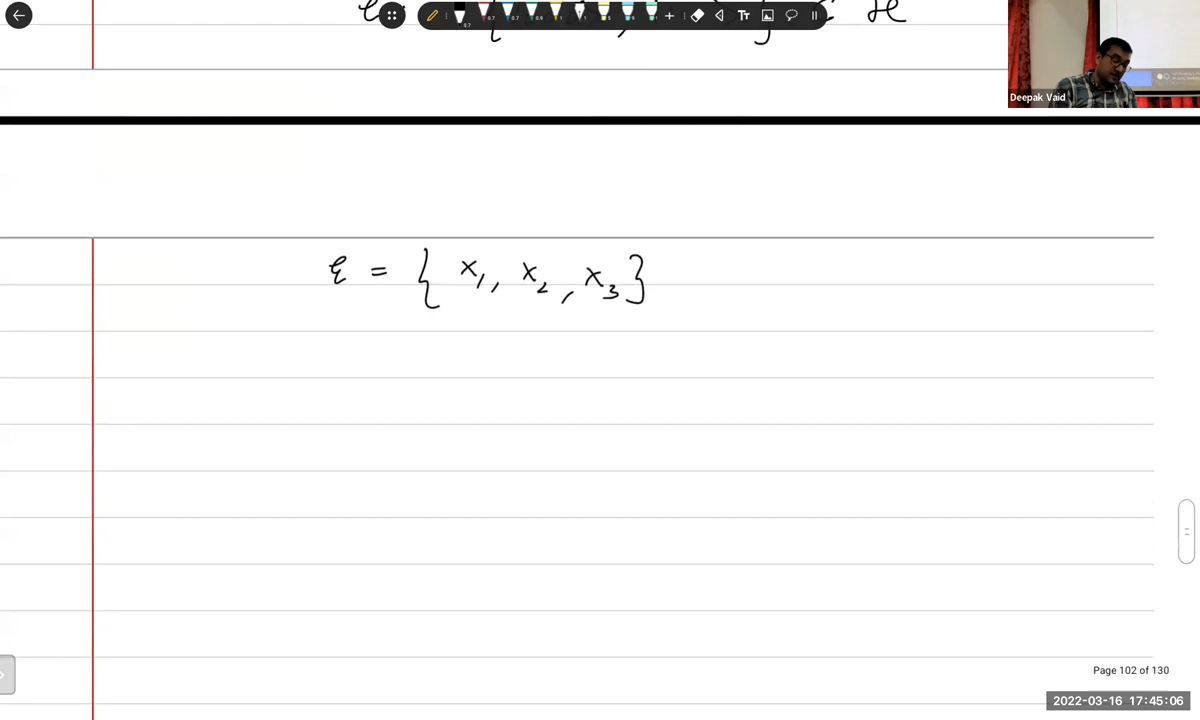 Deepak Vaid
= { x₁, x₂, x₃ }
Page 102 of 130
2022-03-16 17:45:06